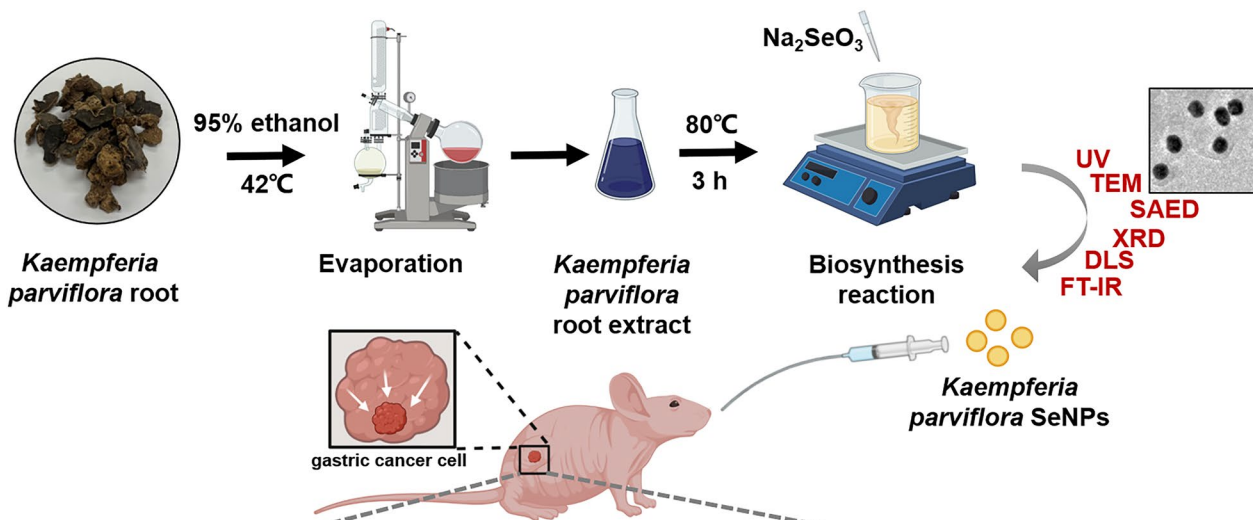 95% ethanol
42℃
80℃
3 h
Na₂SeO₃
UV
TEM
SAED
XRD
DLS
FT-IR
Kaempferia
parviflora root
Evaporation
Kaempferia
parviflora
root extract
Biosynthesis
reaction
Kaempferia
parviflora SeNPs
gastric cancer cell